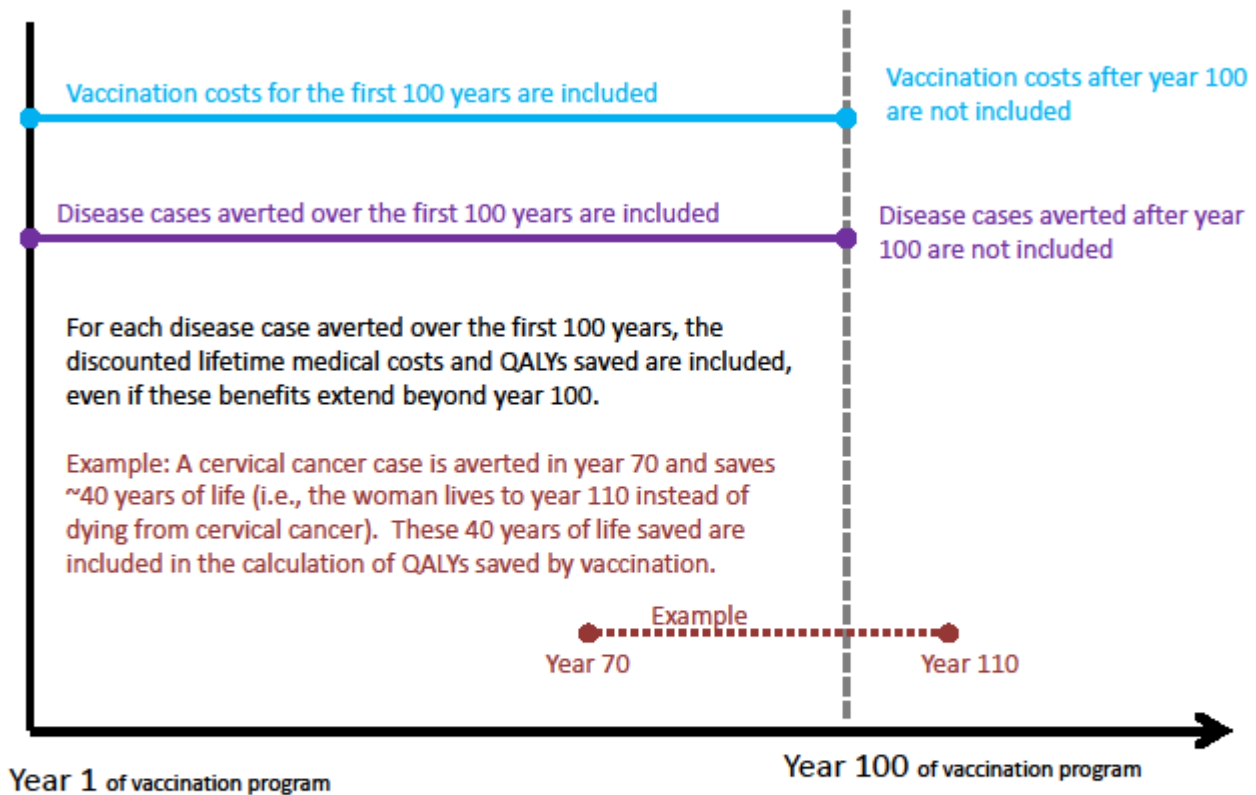 Vaccination costs for the first 100 years are included
Vaccination costs after year 100
are not included
Disease cases averted over the first 100 years are included
Disease cases averted after year
100 are not included
For each disease case averted over the first 100 years, the
discounted lifetime medical costs and QALYs saved are included,
even if these benefits extend beyond year 100.
Example: A cervical cancer case is averted in year 70 and saves
~40 years of life (i.e., the woman lives to year 110 instead of
dying from cervical cancer).  These 40 years of life saved are
included in the calculation of QALYs saved by vaccination.
Example
Year 70
Year 110
Year 1 of vaccination program
Year 100 of vaccination program